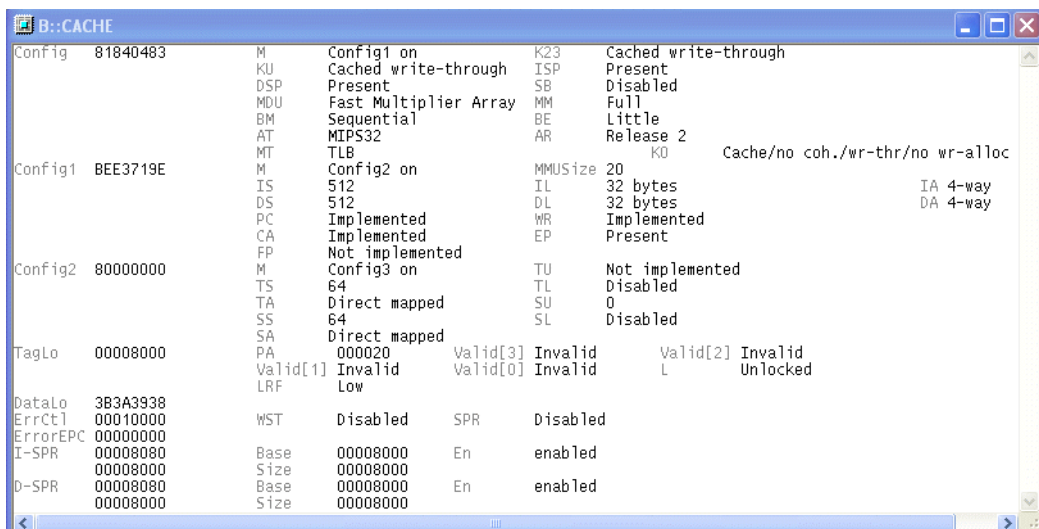 B::CACHE
Config 81840483 M Config1 on K23 Cached write-through
KU Cached write-through ISP Present
DSP Present SB Disabled
MDU Fast Multiplier Array MM Full
BM Sequential BE Little
AT MIPS32 AR Release 2
MT TLB K0 Cache/no coh./wr-thr/no wr-alloc
Config1 BEE3719E M Config2 on MMUSize 20
IS 512 IL 32 bytes IA 4-way
DS 512 DL 32 bytes DA 4-way
PC Implemented WR Implemented
CA Implemented EP Present
FP Not implemented
Config2 80000000 M Config3 on TU Not implemented
TS 64 TL Disabled
TA Direct mapped SU 0
SS 64 SL Disabled
SA Direct mapped
TagLo 00008000 PA 000020 Valid[3] Invalid Valid[2] Invalid
Valid[1] Invalid Valid[0] Invalid L Unlocked
LRF Low
DataLo 3B3A3938
ErrCtl 00010000 WST Disabled SPR Disabled
ErrorEPC 00000000
I-SPR 00008080 Base 00008000 En enabled
00008000 Size 00008000
D-SPR 00008080 Base 00008000 En enabled
00008000 Size 00008000